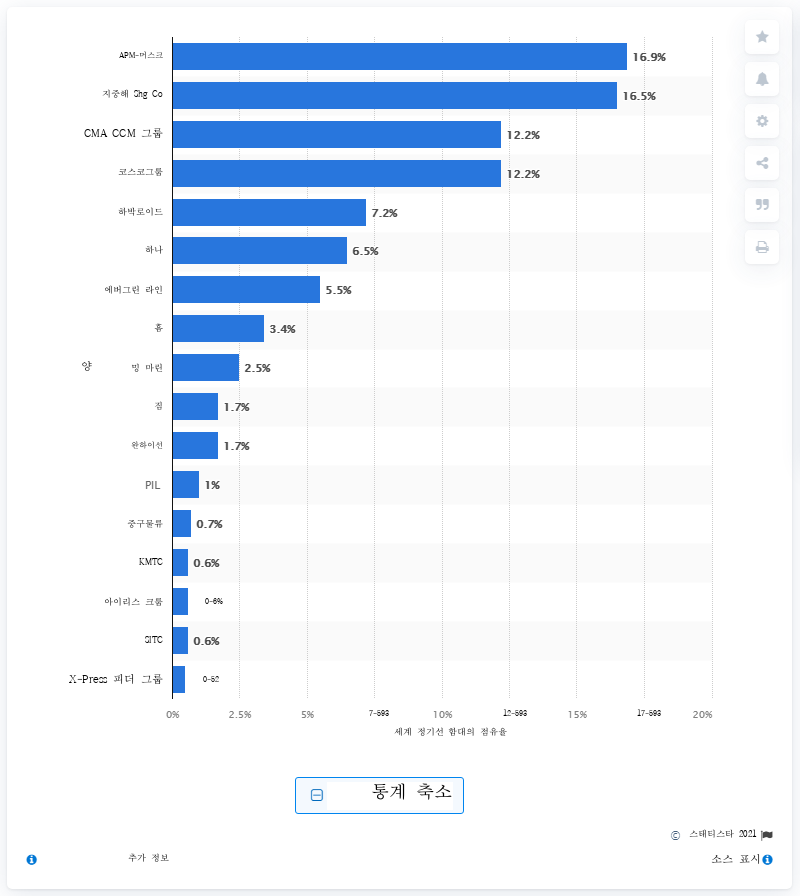 APM-머스크 16.9%
지중해 Shg Co 16.5%
CMA CCM 그룹 12.2%
코스코그룹 12.2%
하박로이드 7.2%
하나 6.5%
에버그린 라인 5.5%
흠 3.4%
양 밍 마린 2.5%
짐 1.7%
완하이선 1.7%
PIL 1%
중구물류 0.7%
KMTC 0.6%
아이리스 크룹 0-6%
SITC 0.6%
X-Press 피더 그룹 0-52
0% 2.5% 5% 7-593 10% 12-593 15% 17-593 20%
세계 정기선 함대의 점유율
통계 축소
© 스태티스타 2021
추가 정보 소스 표시